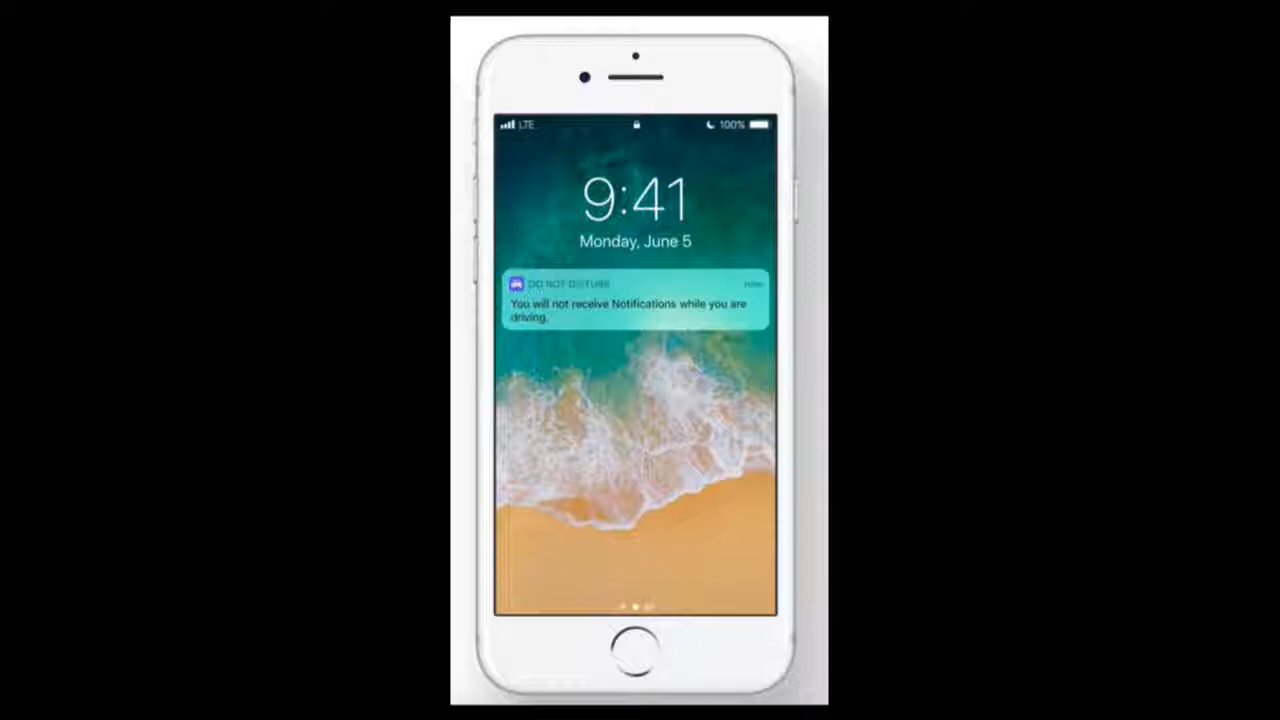 LTE 100%
9:41
Monday, June 5
DO NOT DISTURB now
You will not receive Notifications while you are
driving.